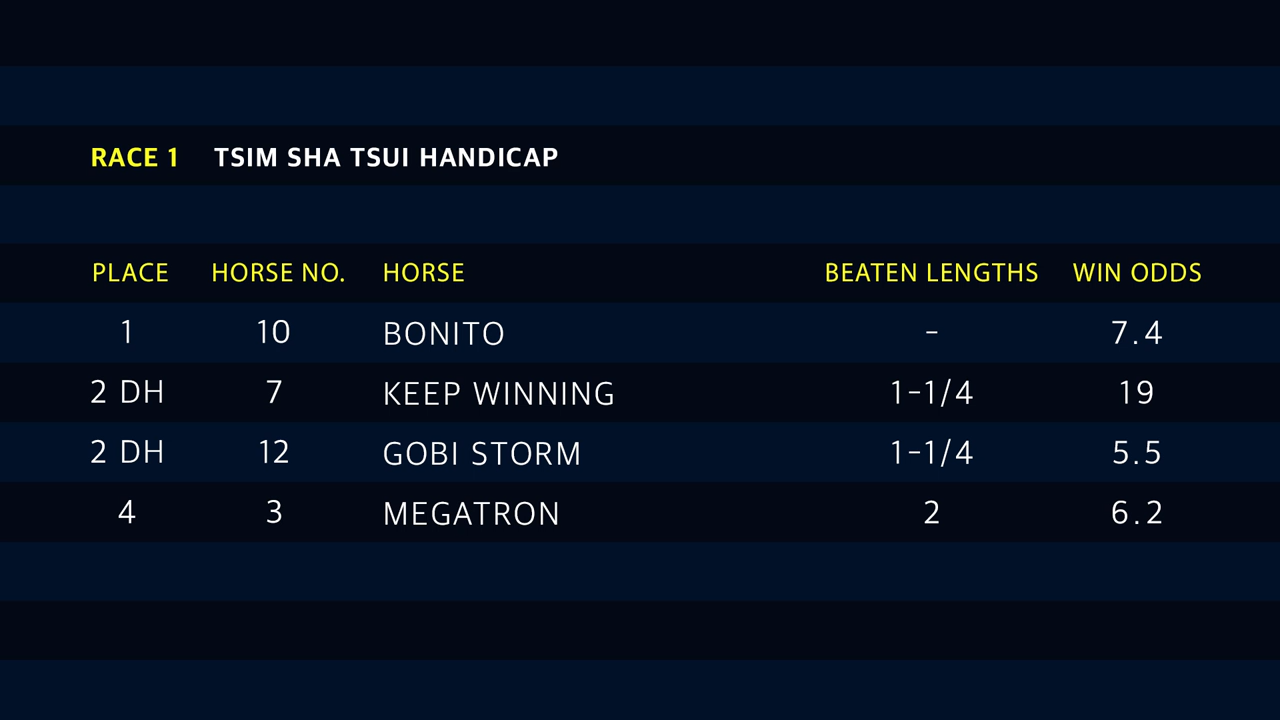 RACE 1 TSIM SHA TSUI HANDICAP
PLACE HORSE NO. HORSE BEATEN LENGTHS WIN ODDS
1 10 BONITO - 7.4
2 DH 7 KEEP WINNING 1-1/4 19
2 DH 12 GOBI STORM 1-1/4 5.5
4 3 MEGATRON 2 6.2